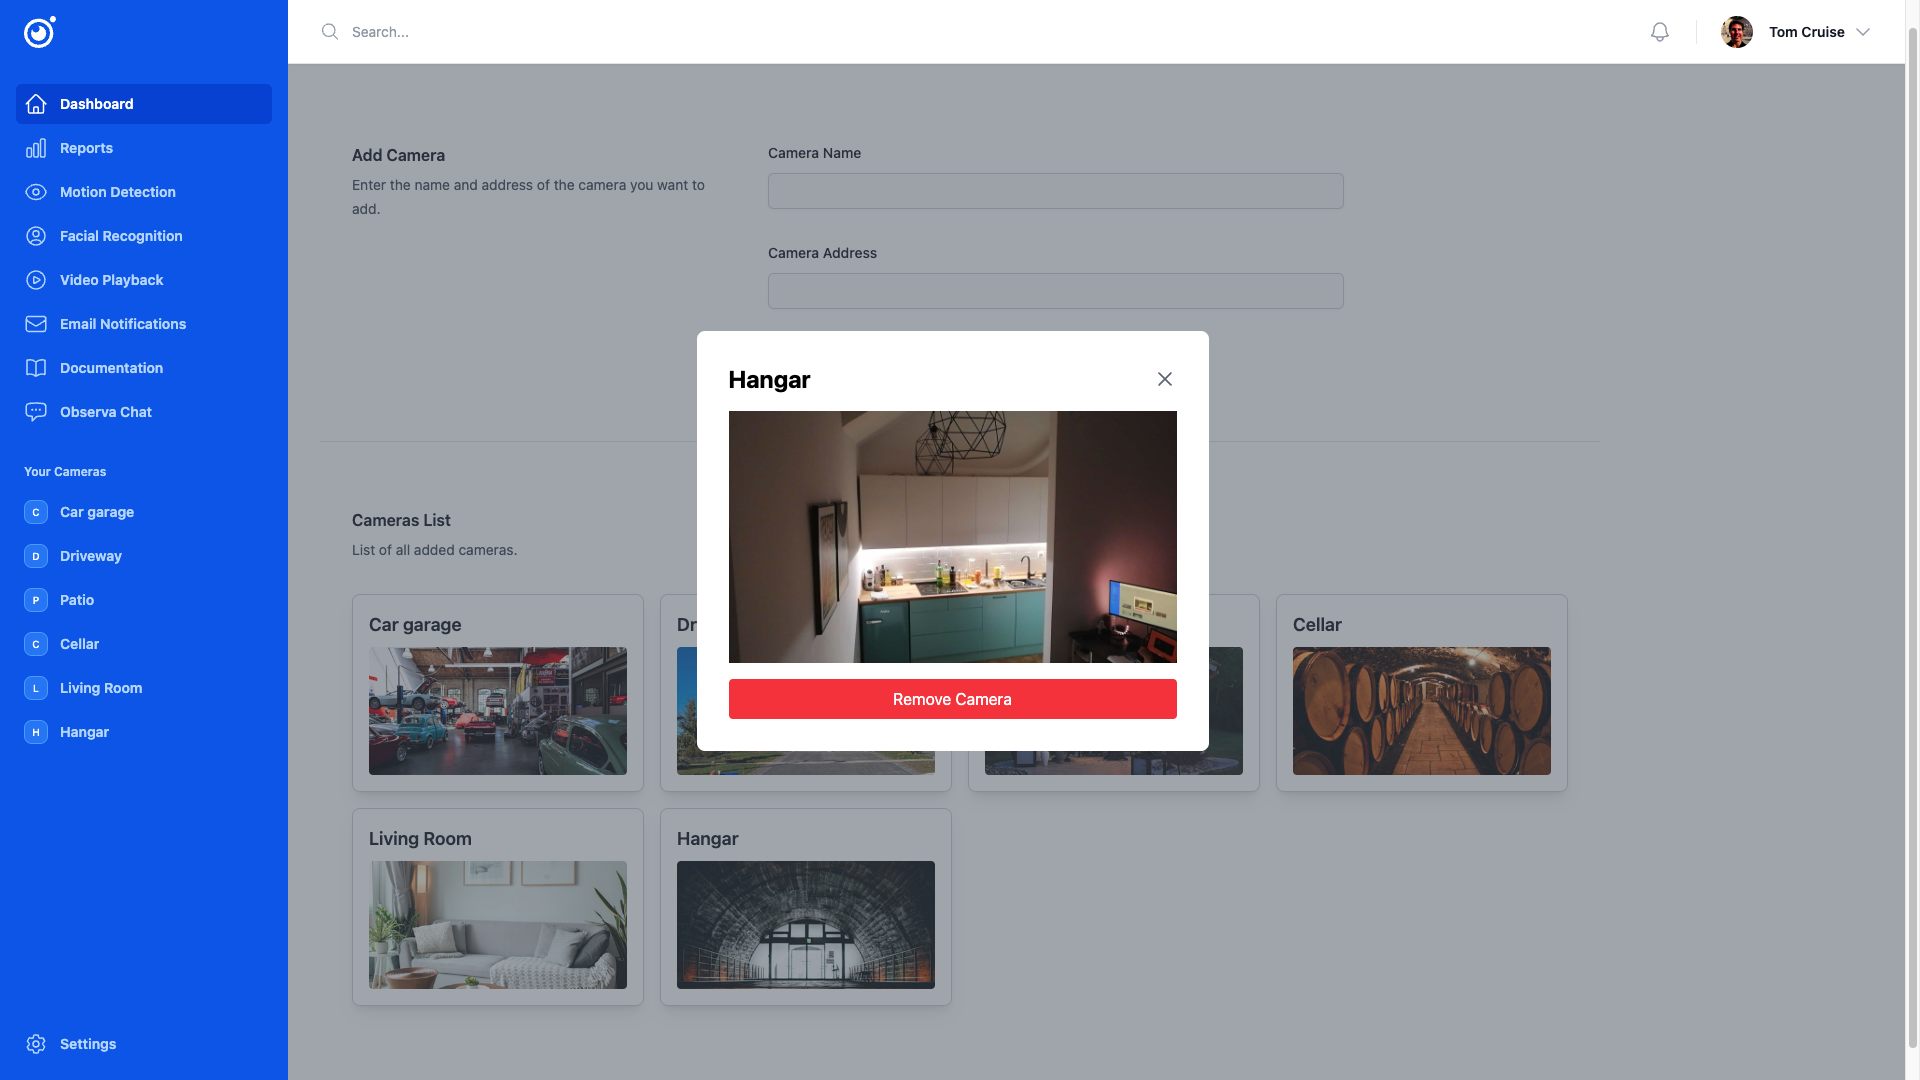 Search...
Tom Cruise
Dashboard
Reports
Motion Detection
Facial Recognition
Video Playback
Email Notifications
Documentation
Observa Chat
Your Cameras
C Car garage
D Driveway
P Patio
C Cellar
L Living Room
H Hangar
Settings
Add Camera
Enter the name and address of the camera you want to
add.
Camera Name
Camera Address
Hangar
Remove Camera
Cameras List
List of all added cameras.
Car garage
Dr
Cellar
Living Room
Hangar